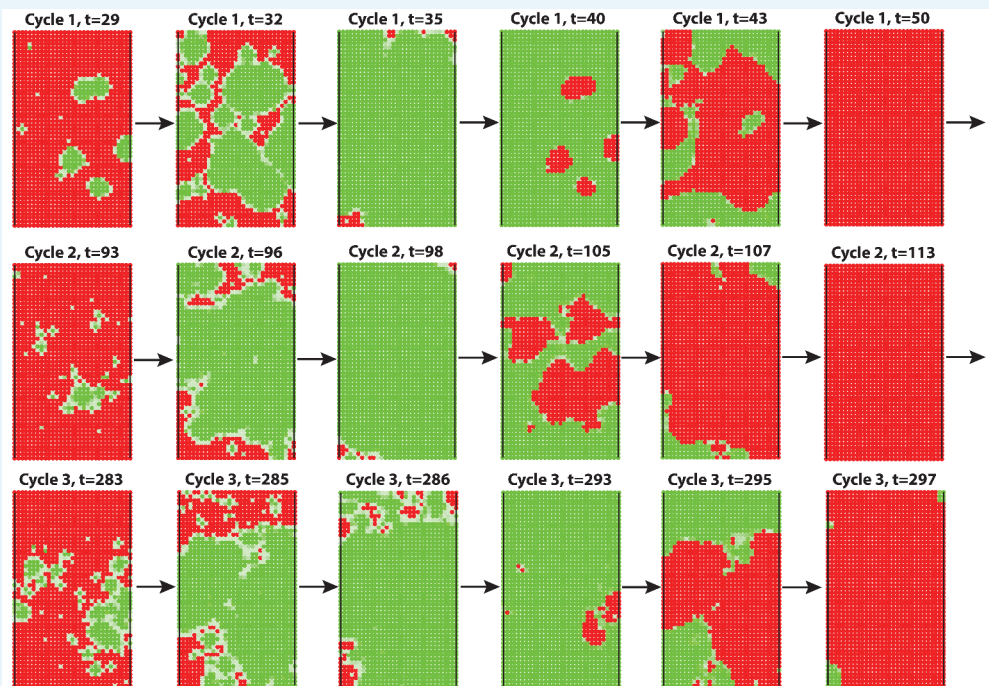 Cycle 1, t=29 Cycle 1, t=32 Cycle 1, t=35 Cycle 1, t=40 Cycle 1, t=43 Cycle 1, t=50
Cycle 2, t=93 Cycle 2, t=96 Cycle 2, t=98 Cycle 2, t=105 Cycle 2, t=107 Cycle 2, t=113
Cycle 3, t=283 Cycle 3, t=285 Cycle 3, t=286 Cycle 3, t=293 Cycle 3, t=295 Cycle 3, t=297